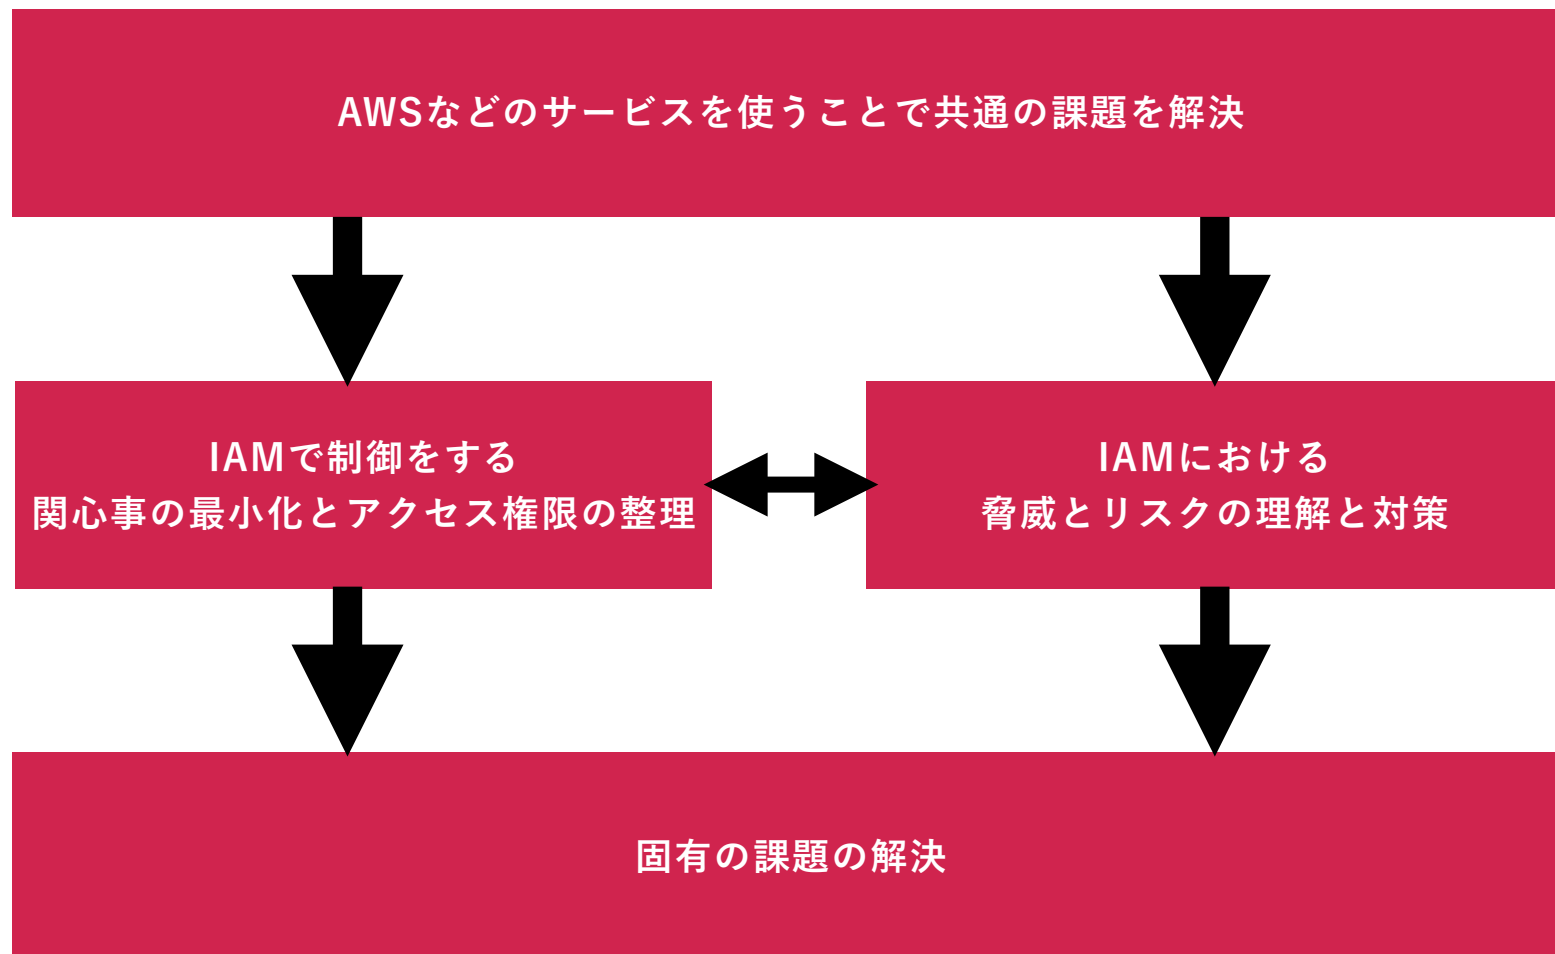 AWSなどのサービスを使うことで共通の課題を解決
IAMで制御をする
関心事の最小化とアクセス権限の整理
IAMにおける
脅威とリスクの理解と対策
固有の課題の解決